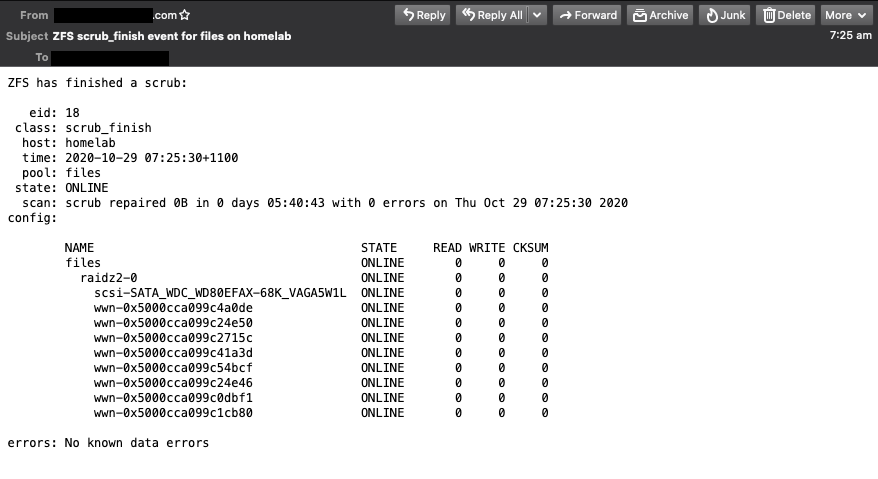 From .com
Reply Reply All Forward Archive Junk Delete More
Subject ZFS scrub_finish event for files on homelab
7:25 am
To
ZFS has finished a scrub:
eid: 18
class: scrub_finish
host: homelab
time: 2020-10-29 07:25:30+1100
pool: files
state: ONLINE
scan: scrub repaired 0B in 0 days 05:40:43 with 0 errors on Thu Oct 29 07:25:30 2020
config:
NAME STATE READ WRITE CKSUM
files ONLINE 0 0 0
raidz2-0 ONLINE 0 0 0
scsi-SATA_WDC_WD80EFAX-68K_VAGA5W1L ONLINE 0 0 0
wwn-0x5000cca099c4a0de ONLINE 0 0 0
wwn-0x5000cca099c24e50 ONLINE 0 0 0
wwn-0x5000cca099c2715c ONLINE 0 0 0
wwn-0x5000cca099c41a3d ONLINE 0 0 0
wwn-0x5000cca099c54bcf ONLINE 0 0 0
wwn-0x5000cca099c24e46 ONLINE 0 0 0
wwn-0x5000cca099c0dbf1 ONLINE 0 0 0
wwn-0x5000cca099c1cb80 ONLINE 0 0 0
errors: No known data errors